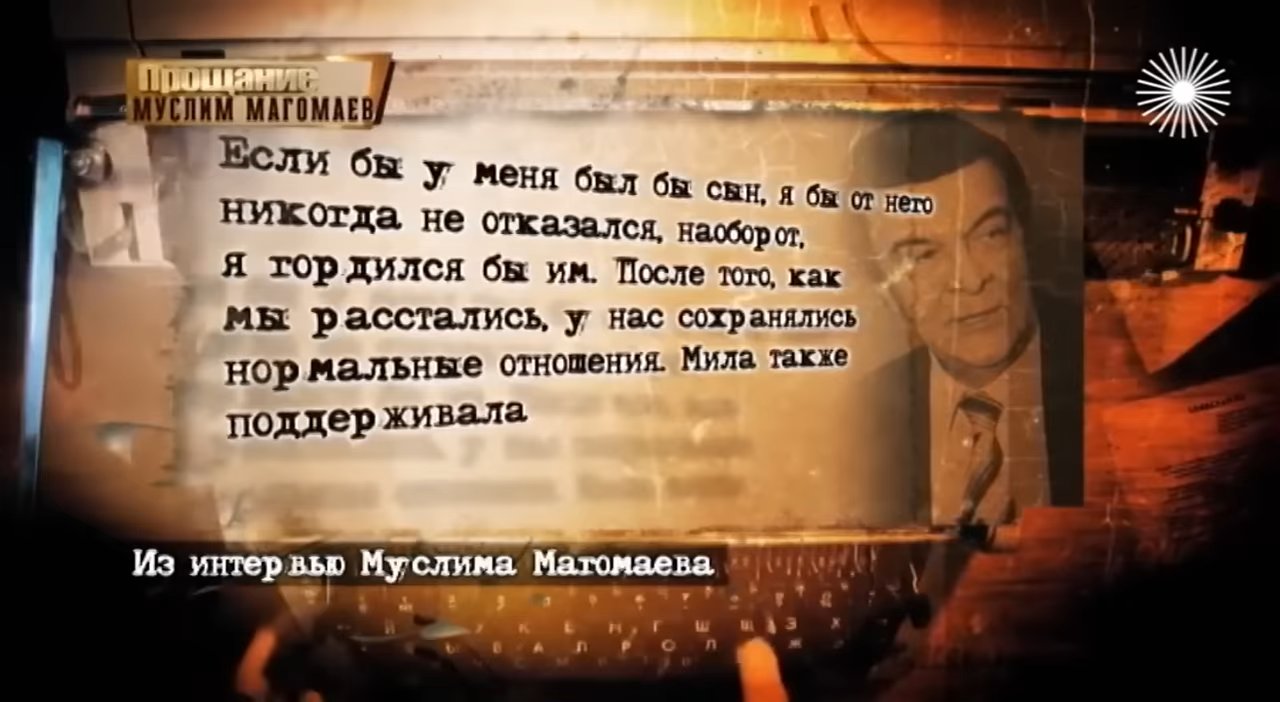 Прощание
МУСЛИМ МАГОМАЕВ
Если бы у меня был бы сын, я бы от него
никогда не отказался, наоборот,
я гордился бы им. После того, как
мы расстались, у нас сохранялись
нормальные отношения. Мила также
поддерживала
Из интервью Муслима Магомаева
К Е Н Г Ш Щ З Х
В А П Р О Л Ж